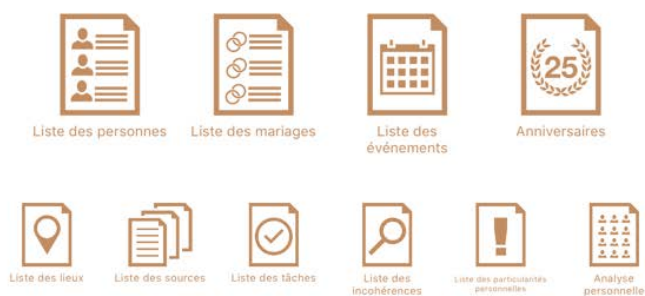 25
Liste des personnes
Liste des mariages
Liste des
événements
Anniversaires
Liste des lieux
Liste des sources
Liste des tâches
Liste des
incohérences
Liste des particularités
personnelles
Analyse
personnelle